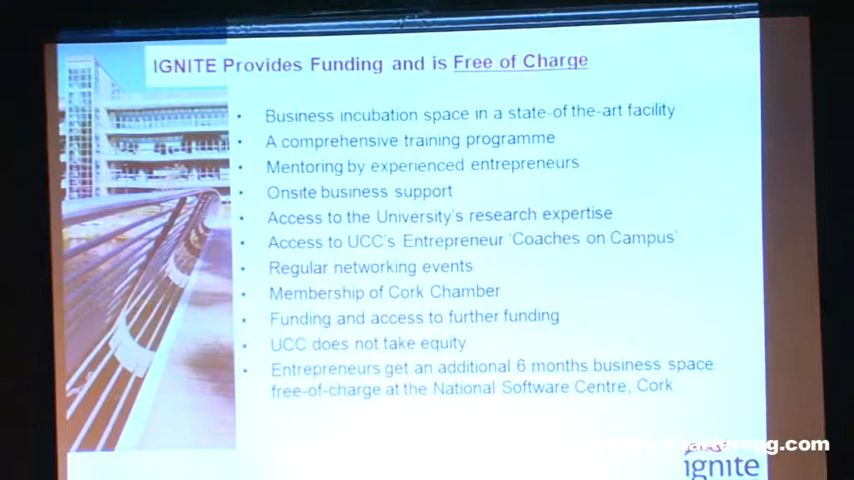 IGNITE Provides Funding and is Free of Charge
• Business incubation space in a state-of the-art facility
• A comprehensive training programme
• Mentoring by experienced entrepreneurs
• Onsite business support
• Access to the University's research expertise
• Access to UCC's Entrepreneur 'Coaches on Campus'
• Regular networking events
• Membership of Cork Chamber
• Funding and access to further funding
• UCC does not take equity
• Entrepreneurs get an additional 6 months business space
free-of-charge at the National Software Centre, Cork
ignite